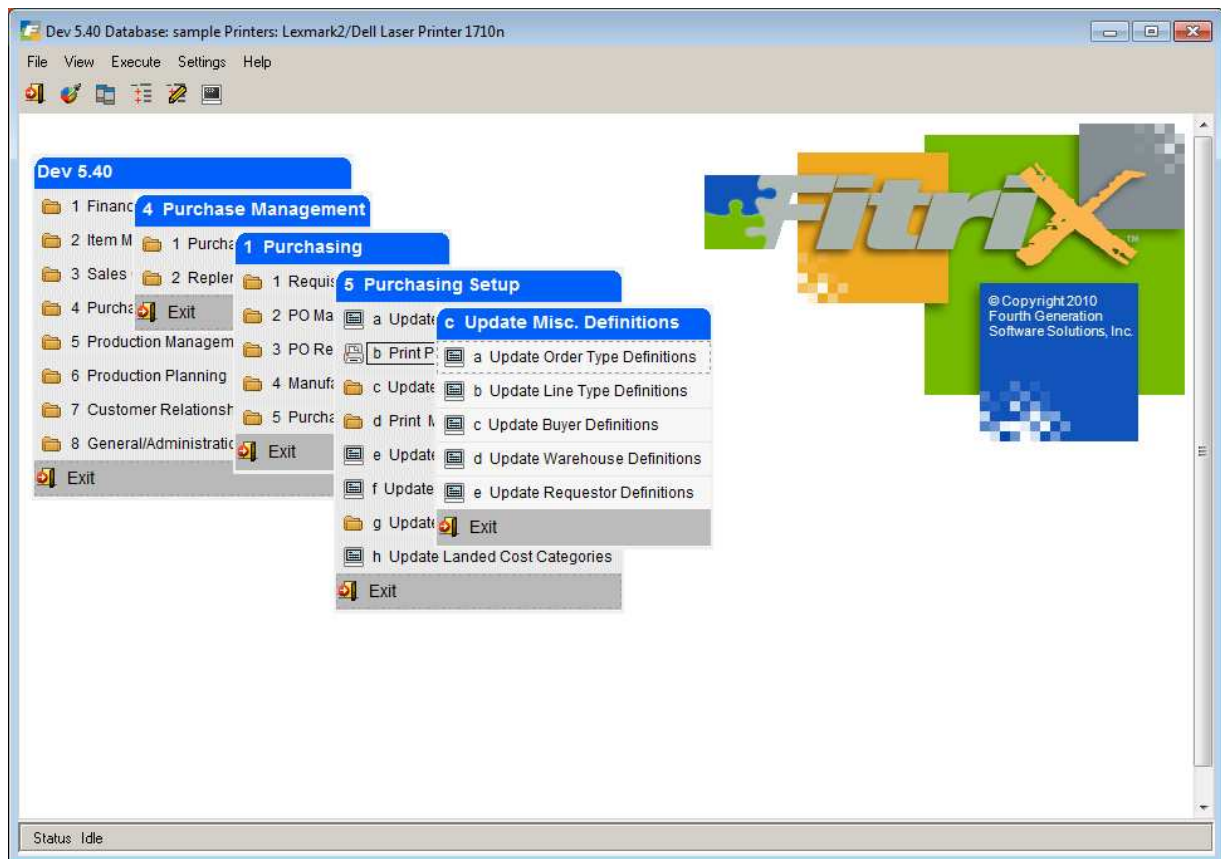 Dev 5.40 Database: sample Printers: Lexmark2/Dell Laser Printer 1710n
File View Execute Settings Help
Dev 5.40
1 Financ
2 Item M
3 Sales
4 Purcha
5 Production Managem
6 Production Planning
7 Customer Relationsh
8 General/Administratio
Exit
4 Purchase Management
1 Purcha
2 Repler
Exit
1 Purchasing
1 Requis
2 PO Ma
3 PO Re
4 Manufa
5 Purcha
Exit
5 Purchasing Setup
a Update
b Print P
c Update
d Print M
e Update
f Update
g Update
h Update Landed Cost Categories
Exit
c Update Misc. Definitions
a Update Order Type Definitions
b Update Line Type Definitions
c Update Buyer Definitions
d Update Warehouse Definitions
e Update Requestor Definitions
Exit
FitriX
TM
© Copyright 2010
Fourth Generation
Software Solutions, Inc.
Status Idle